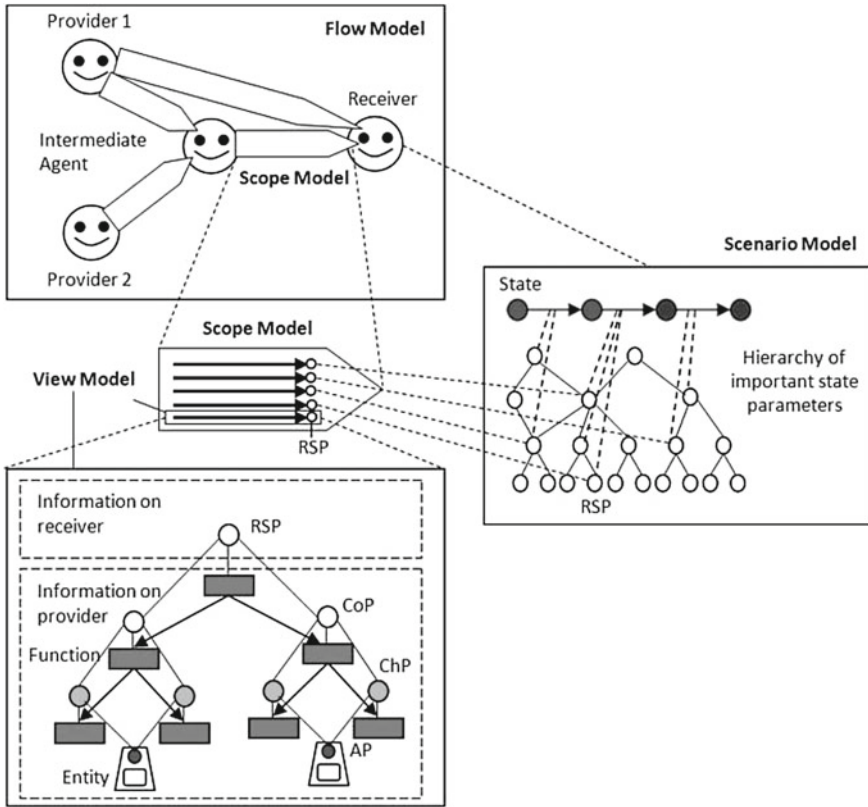 Provider 1
Flow Model
Receiver
Intermediate
Agent
Scope Model
Provider 2
Scenario Model
State
Hierarchy of
important state
parameters
RSP
Scope Model
View Model
RSP
Information on
receiver
RSP
Information on
provider
CoP
Function
ChP
AP
Entity